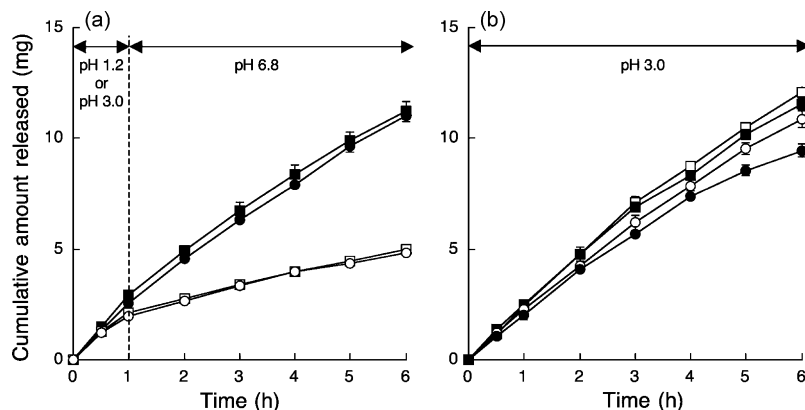 (a)
(b)
Cumulative amount released (mg)
15
10
5
0
pH 1.2
or
pH 3.0
pH 6.8
0 1 2 3 4 5 6
Time (h)
15
10
5
0
pH 3.0
0 1 2 3 4 5 6
Time (h)